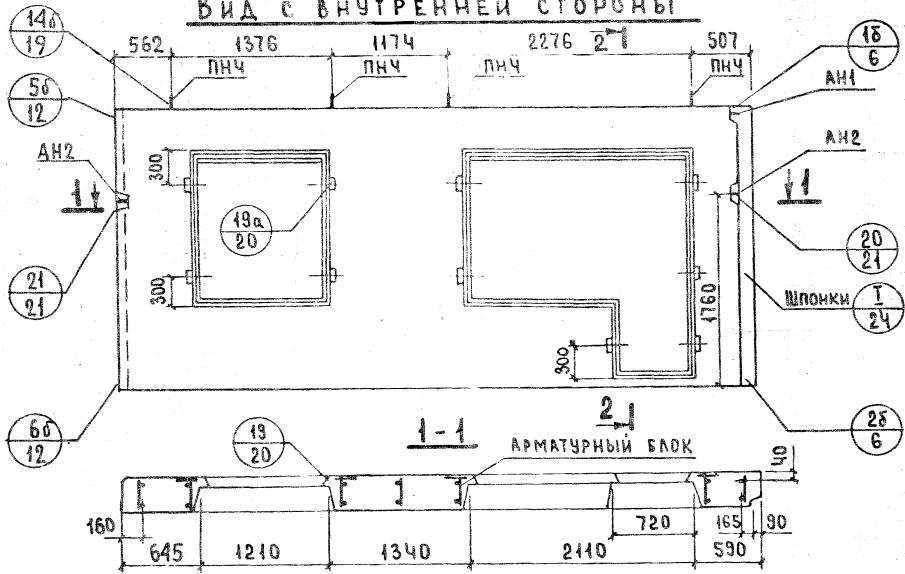 ВИД С ВНУТРЕННЕЙ СТОРОНЫ
14б
19
562 1376 1174 2276 2 507
1б
6
ПНЧ ПНЧ ПНЧ ПНЧ
АН1
5б
12
АН2
АН2
300
1
1
19а
20
20
21
21
21
300
1760
Шпонки
I
24
300
6б
12
2
2б
6
1-1
19
20
АРМАТУРНЫЙ БЛОК
40
160
720 165 90
645 1210 1340 2110 590